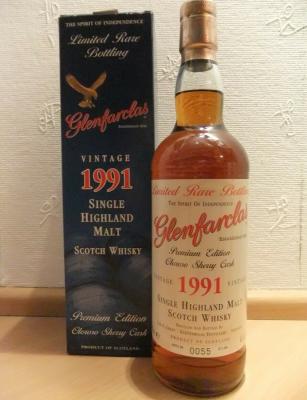 THE SPIRIT OF INDEPENDENCE
Limited Rare
Bottling
Glenfarclas
VINTAGE
1991
SINGLE
HIGHLAND
MALT
SCOTCH WHISKY
Premium Edition
Oloroso Sherry Cask
PRODUCT OF SCOTLAND
Limited Rare Bottling
THE SPIRIT OF INDEPENDENCE
Glenfarclas
Premium Edition
Oloroso Sherry Cask
VINTAGE 1991 VINTAGE
SINGLE HIGHLAND MALT
SCOTCH WHISKY
PRODUCT OF SCOTLAND
0055